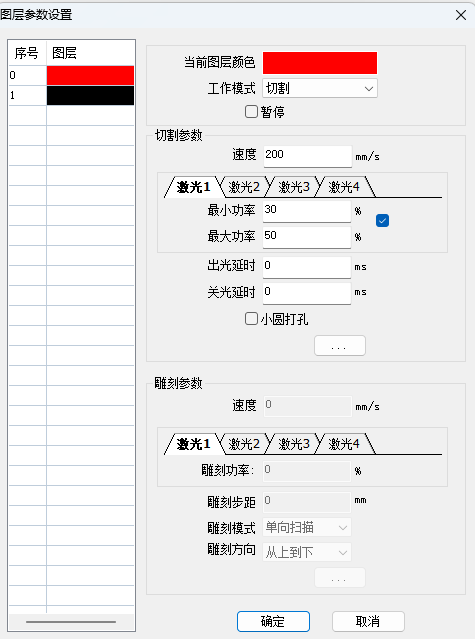 图层参数设置
序号 图层
0
1
当前图层颜色
工作模式 切割
暂停
切割参数
速度 200 mm/s
激光1 激光2 激光3 激光4
最小功率 30 %
最大功率 50 %
出光延时 0 ms
关光延时 0 ms
小圆打孔
...
雕刻参数
速度 0 mm/s
激光1 激光2 激光3 激光4
雕刻功率: 0 %
雕刻步距 0 mm
雕刻模式 单向扫描
雕刻方向 从上到下
...
确定 取消